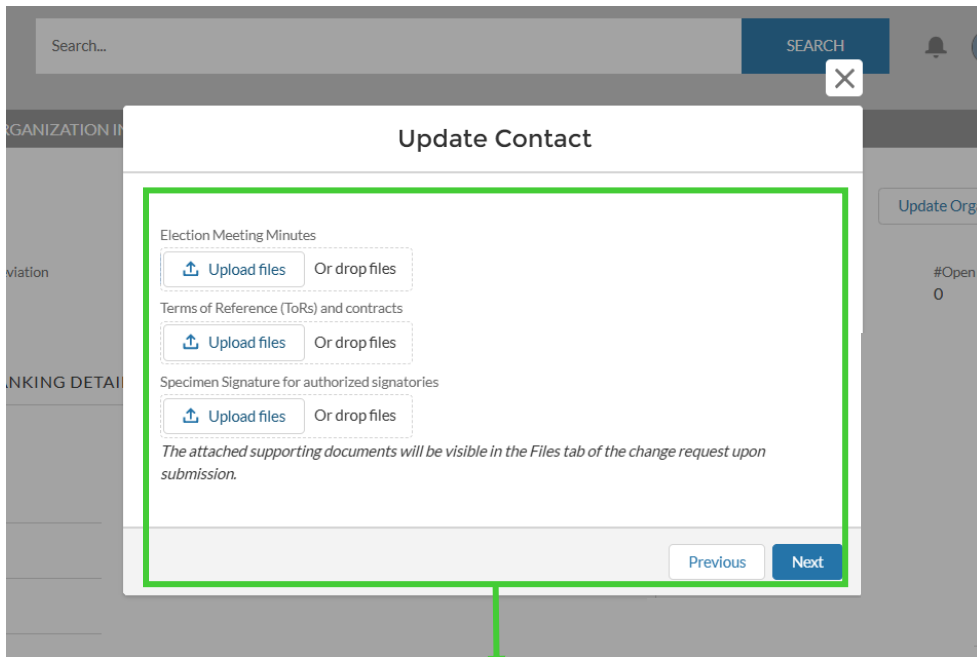 Search...
SEARCH
RGANIZATION IN
Update Contact
Update Orga
Election Meeting Minutes
Upload files Or drop files
eviation
#Open
0
Terms of Reference (ToRs) and contracts
Upload files Or drop files
ANKING DETAI
Specimen Signature for authorized signatories
Upload files Or drop files
The attached supporting documents will be visible in the Files tab of the change request upon
submission.
Previous
Next